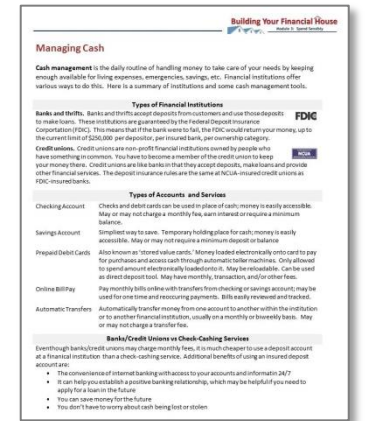 Building Your Financial House
Module 3: Spend Sensibly
Managing Cash
Cash management is the daily routine of handling money to take care of your needs by keeping
enough available for living expenses, emergencies, savings, etc. Financial Institutions offer
various ways to do this. Here is a summary of institutions and some cash management tools.
Types of Financial Institutions
Banks and thrifts. Banks and thrifts accept deposits from customers and use those deposits
to make loans. These institutions are guaranteed by the Federal Deposit Insurance
Corportation (FDIC). This means that if the bank were to fail, the FDIC would return your money, up to
the current limit of $250,000 per depositor, per insured bank, per ownership category.
FDIC
Credit unions. Credit unions are non-profit financial institutions owned by people who
have something in common. You have to become a member of the credit union to keep
your money there. Credit unions are like banks in that they accept deposits, make loans and provide
other financial services. The deposit insurance rules are the same at NCUA-insured credit unions as
FDIC-insured banks.
NCUA
Types of Accounts and Services
Checking Account Checks and debit cards can be used in place of cash; money is easily accessible.
May or may not charge a monthly fee, earn interest or require a minimum
balance.
Savings Account Simpliest way to save. Temporary holding place for cash; money is easily
accessible. May or may not require a minimum deposit or balance
Prepaid Debit Cards Also known as 'stored value cards.' Money loaded electronically onto card to pay
for purchases and access cash through automatic teller machines. Only allowed
to spend amount electronically loaded onto it. May be reloadable. Can be used
as direct deposit tool. May have monthly, transaction, and/or other fees.
Online Bill Pay Pay monthly bills online with transfers from checking or savings account; may be
used for one time and reoccuring payments. Bills easily reviewed and tracked.
Automatic Transfers Automatically transfer money from one account to another within the institution
or to another financial institution, usually on a monthly or biweekly basis. May
or may not charge a transfer fee.
Banks/Credit Unions vs Check-Cashing Services
Eventhough banks/credit unions may charge monthly fees, it is much cheaper to use a deposit account
at a finanical institution than a check-cashing service. Additional benefits of using an insured deposit
account are:
• The convenience of internet banking with access to your accounts and informatin 24/7
• It can help you establish a positive banking relationship, which may be helpful if you need to
apply for a loan in the future
• You can save money for the future
• You don't have to worry about cash being lost or stolen